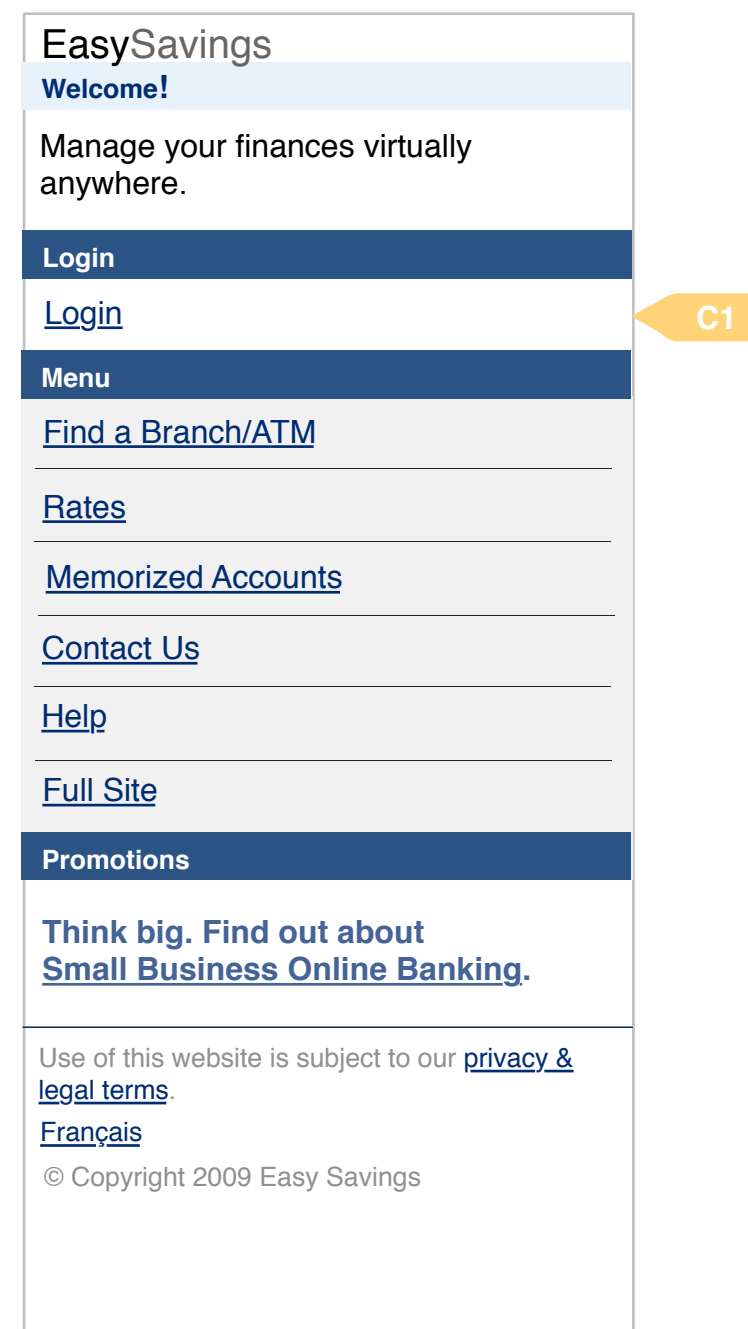 EasySavings
Welcome!
Manage your finances virtually
anywhere.
Login
Login
C1
Menu
Find a Branch/ATM
Rates
Memorized Accounts
Contact Us
Help
Full Site
Promotions
Think big. Find out about
Small Business Online Banking.
Use of this website is subject to our privacy &
legal terms.
Français
© Copyright 2009 Easy Savings